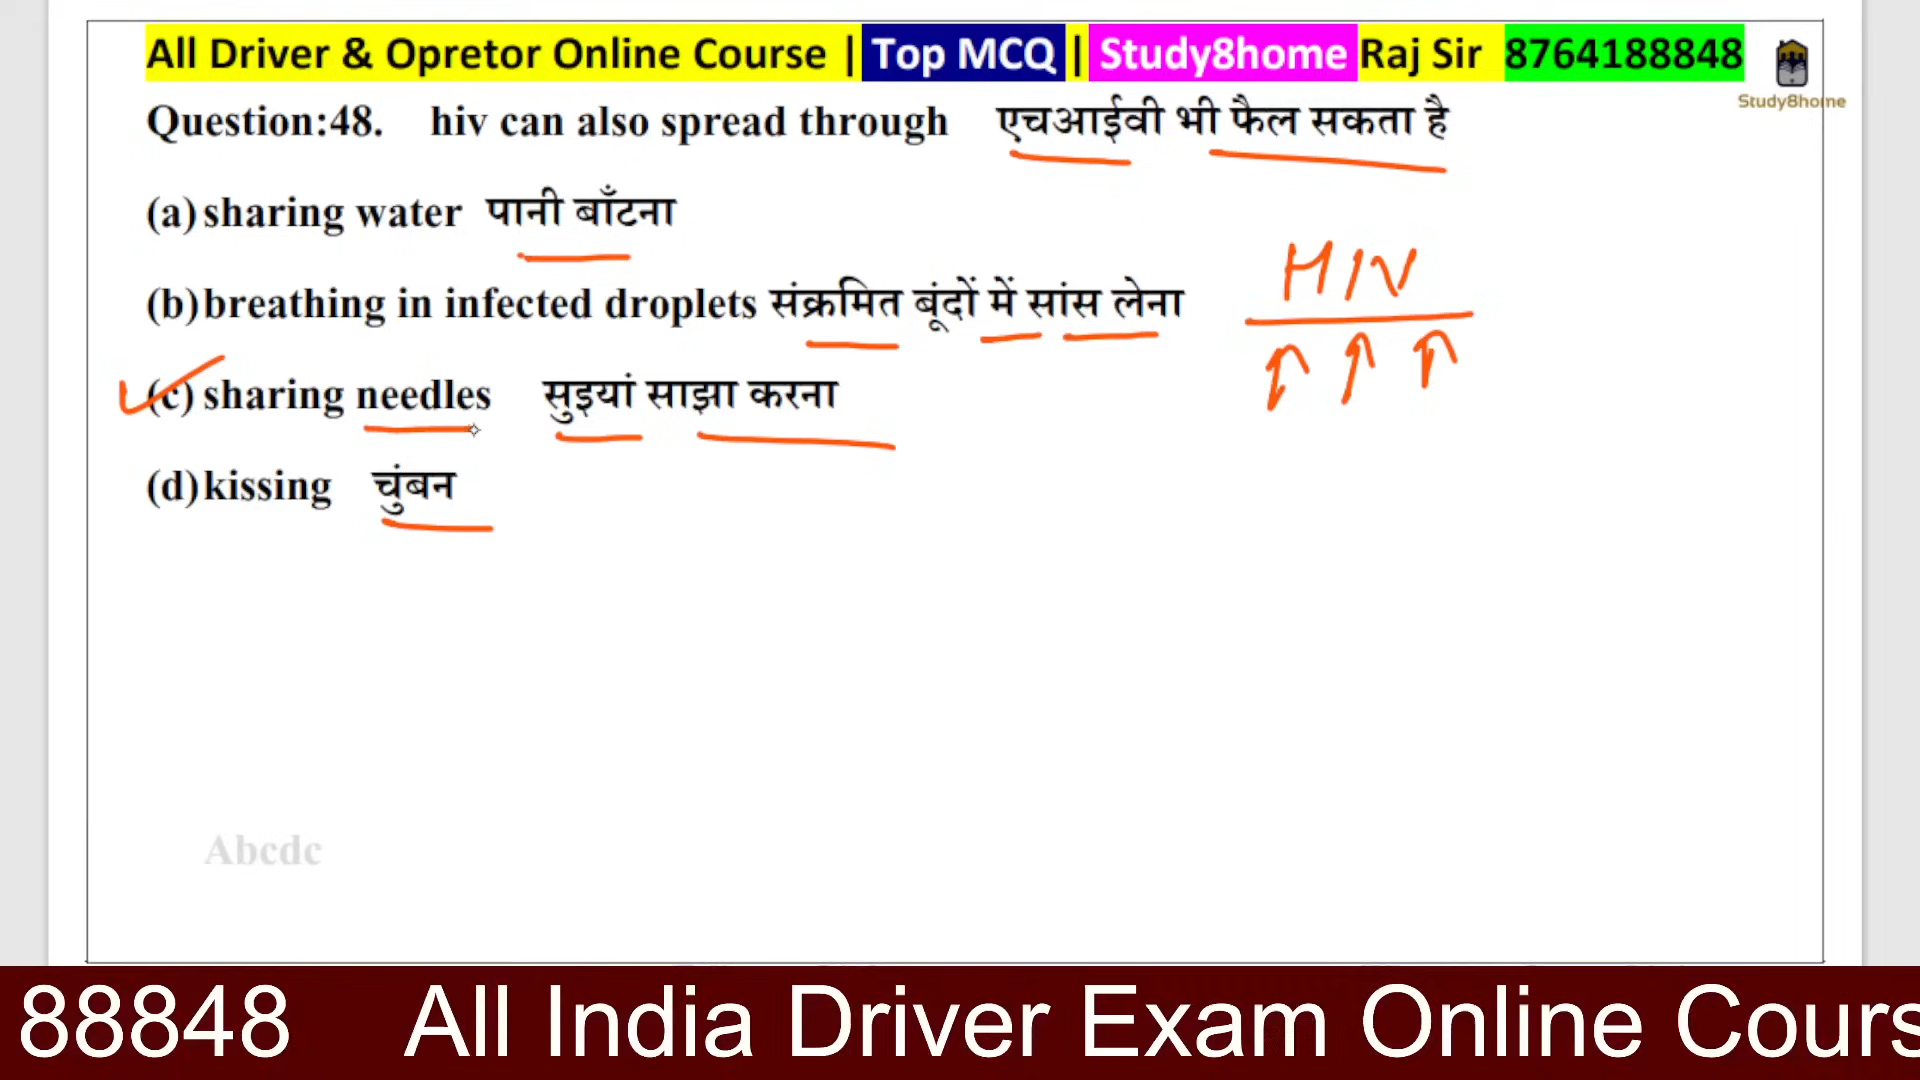 All Driver & Opretor Online Course | Top MCQ | Study8home Raj Sir 8764188848
Study8home
Question:48. hiv can also spread through एचआईवी भी फैल सकता है
(a) sharing water पानी बाँटना
(b) breathing in infected droplets संक्रमित बूंदों में सांस लेना
HIV
(c) sharing needles सुइयां साझा करना
(d) kissing चुंबन
Abcdc
88848 All India Driver Exam Online Cours